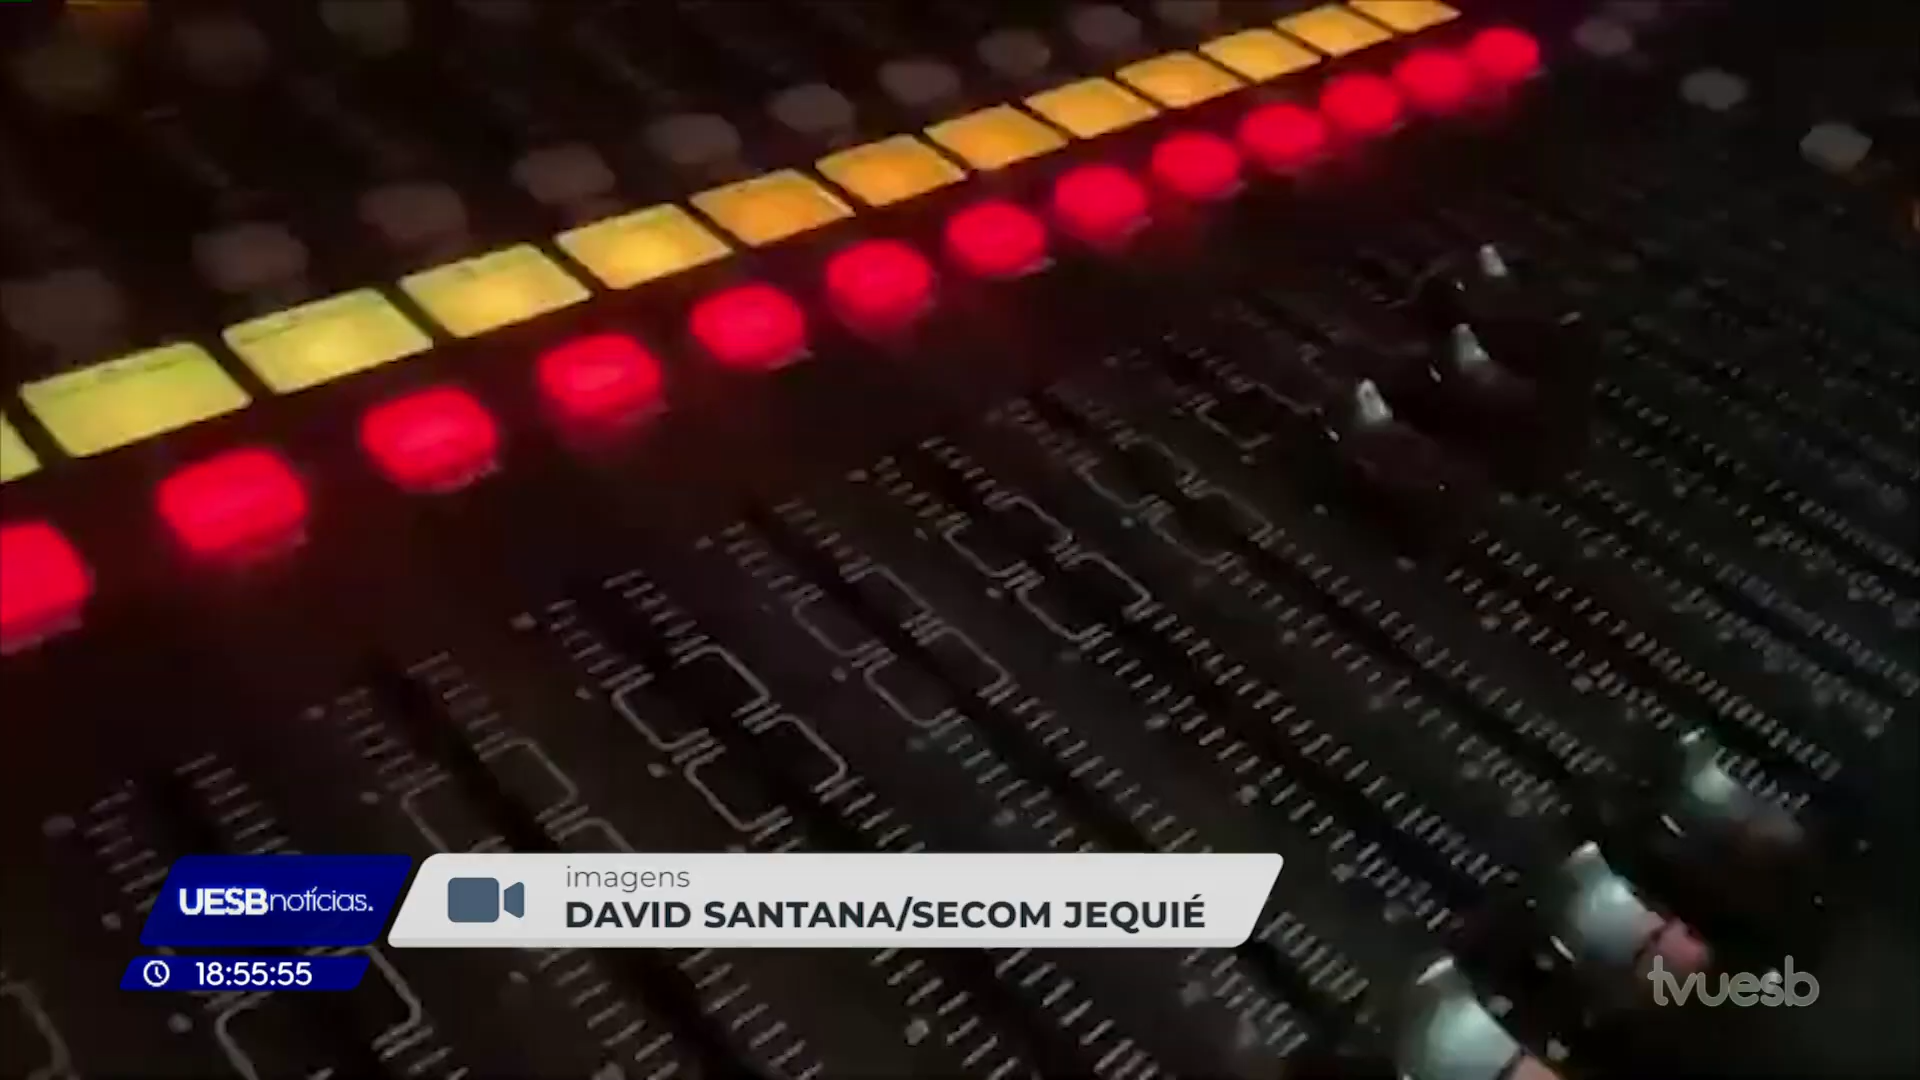 imagens
UESBnotícias.
DAVID SANTANA/SECOM JEQUIÉ
18:55:55
tvuesb